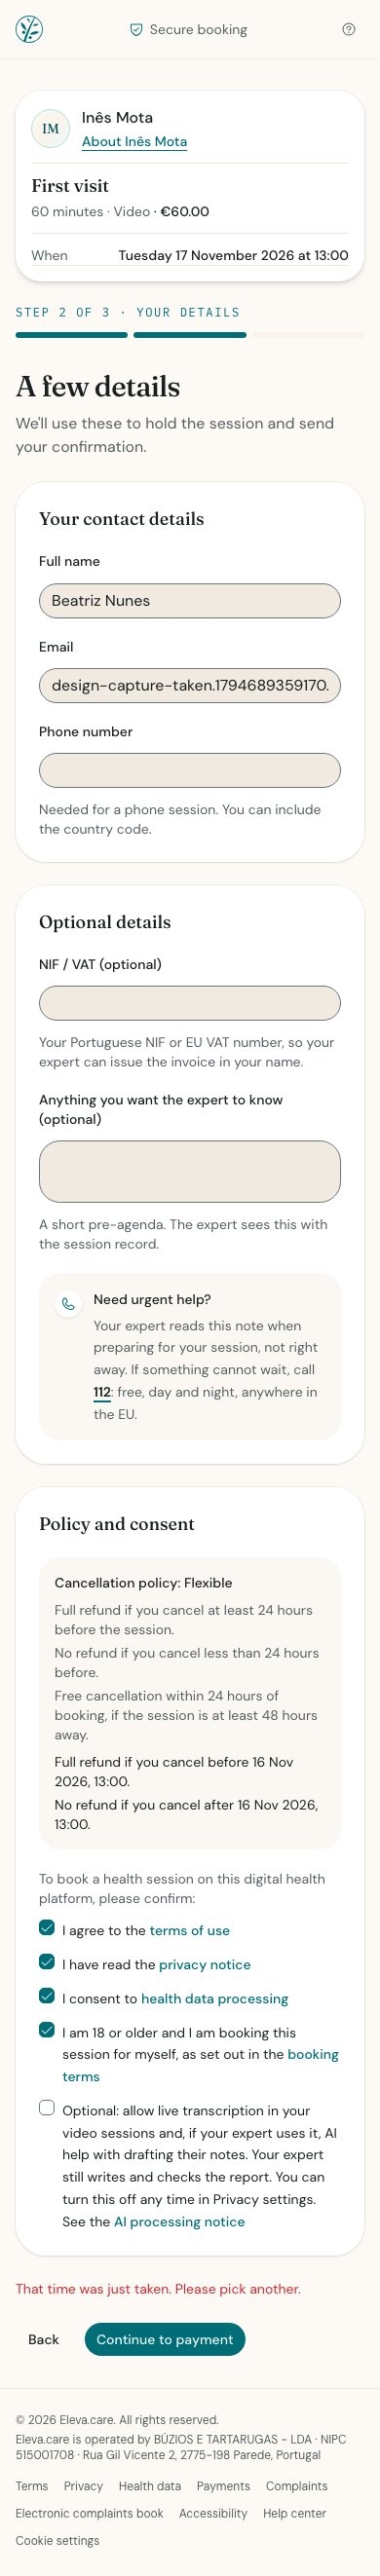 Secure booking
IM
Inês Mota
About Inês Mota
First visit
60 minutes · Video · €60.00
When Tuesday 17 November 2026 at 13:00
STEP 2 OF 3 · YOUR DETAILS
A few details
We'll use these to hold the session and send
your confirmation.
Your contact details
Full name
Beatriz Nunes
Email
design-capture-taken.1794689359170.
Phone number
Needed for a phone session. You can include
the country code.
Optional details
NIF / VAT (optional)
Your Portuguese NIF or EU VAT number, so your
expert can issue the invoice in your name.
Anything you want the expert to know
(optional)
A short pre-agenda. The expert sees this with
the session record.
Need urgent help?
Your expert reads this note when
preparing for your session, not right
away. If something cannot wait, call
112: free, day and night, anywhere in
the EU.
Policy and consent
Cancellation policy: Flexible
Full refund if you cancel at least 24 hours
before the session.
No refund if you cancel less than 24 hours
before.
Free cancellation within 24 hours of
booking, if the session is at least 48 hours
away.
Full refund if you cancel before 16 Nov
2026, 13:00.
No refund if you cancel after 16 Nov 2026,
13:00.
To book a health session on this digital health
platform, please confirm:
I agree to the terms of use
I have read the privacy notice
I consent to health data processing
I am 18 or older and I am booking this
session for myself, as set out in the booking
terms
Optional: allow live transcription in your
video sessions and, if your expert uses it, AI
help with drafting their notes. Your expert
still writes and checks the report. You can
turn this off any time in Privacy settings.
See the AI processing notice
That time was just taken. Please pick another.
Back
Continue to payment
© 2026 Eleva.care. All rights reserved.
Eleva.care is operated by BÚZIOS E TARTARUGAS - LDA · NIPC
515001708 · Rua Gil Vicente 2, 2775-198 Parede, Portugal
Terms Privacy Health data Payments Complaints
Electronic complaints book Accessibility Help center
Cookie settings